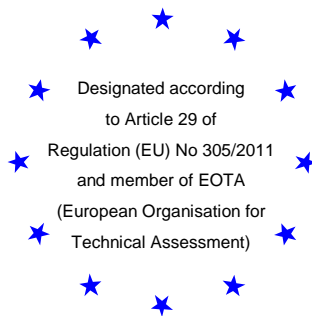 Designated according
to Article 29 of
Regulation (EU) No 305/2011
and member of EOTA
(European Organisation for
Technical Assessment)